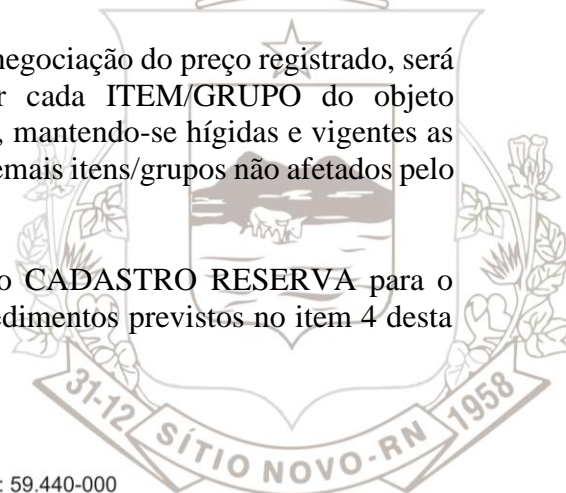 negociação do preço registrado, será
r cada ITEM/GRUPO do objeto
, mantendo-se hígidas e vigentes as
emais itens/grupos não afetados pelo
o CADASTRO RESERVA para o
edimentos previstos no item 4 desta
31-12 SÍTIO NOVO-RN 1958
: 59.440-000